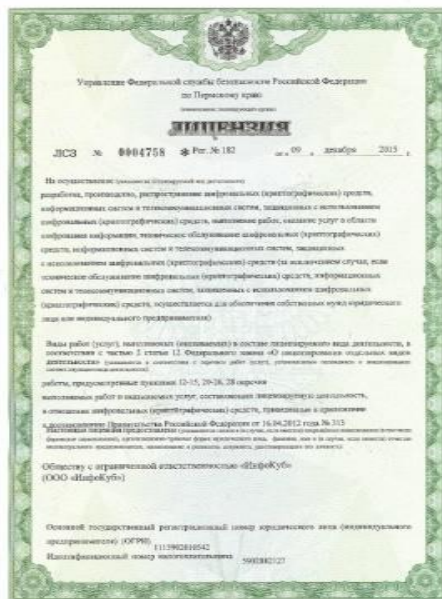 Управление Федеральной службы безопасности Российской Федерации
по Пермскому краю
ЛИЦЕНЗИЯ
ЛСЗ № 0004758 * Рег. № 182 от « 09 » декабря 2015 г.
На осуществление
разработка, производство, распространение шифровальных (криптографических) средств,
информационных систем и телекоммуникационных систем, защищенных с использованием
шифровальных (криптографических) средств, выполнение работ, оказание услуг в области
шифрования информации, техническое обслуживание шифровальных (криптографических)
средств, информационных систем и телекоммуникационных систем, защищенных
с использованием шифровальных (криптографических) средств (за исключением случая, если
техническое обслуживание шифровальных (криптографических) средств, информационных
систем и телекоммуникационных систем, защищенных с использованием шифровальных
(криптографических) средств, осуществляется для обеспечения собственных нужд юридического
лица или индивидуального предпринимателя)
Виды работ (услуг), выполняемых (оказываемых) в составе лицензируемого вида деятельности, в
соответствии с частью 2 статьи 12 Федерального закона «О лицензировании отдельных видов
деятельности»
работы, предусмотренные пунктами 12-15, 20-26, 28 перечня
выполняемых работ и оказываемых услуг, составляющих лицензируемую деятельность,
в отношении шифровальных (криптографических) средств,
Правительства Российской Федерации от 16.04.2012 года № 313
Настоящая лицензия предоставлена
Обществу с ограниченной ответственностью «ИнфоКуб»
(ООО «ИнфоКуб»)
Основной государственный регистрационный номер юридического лица (индивидуального
предпринимателя) (ОГРН)
Идентификационный номер налогоплательщика 5902882123